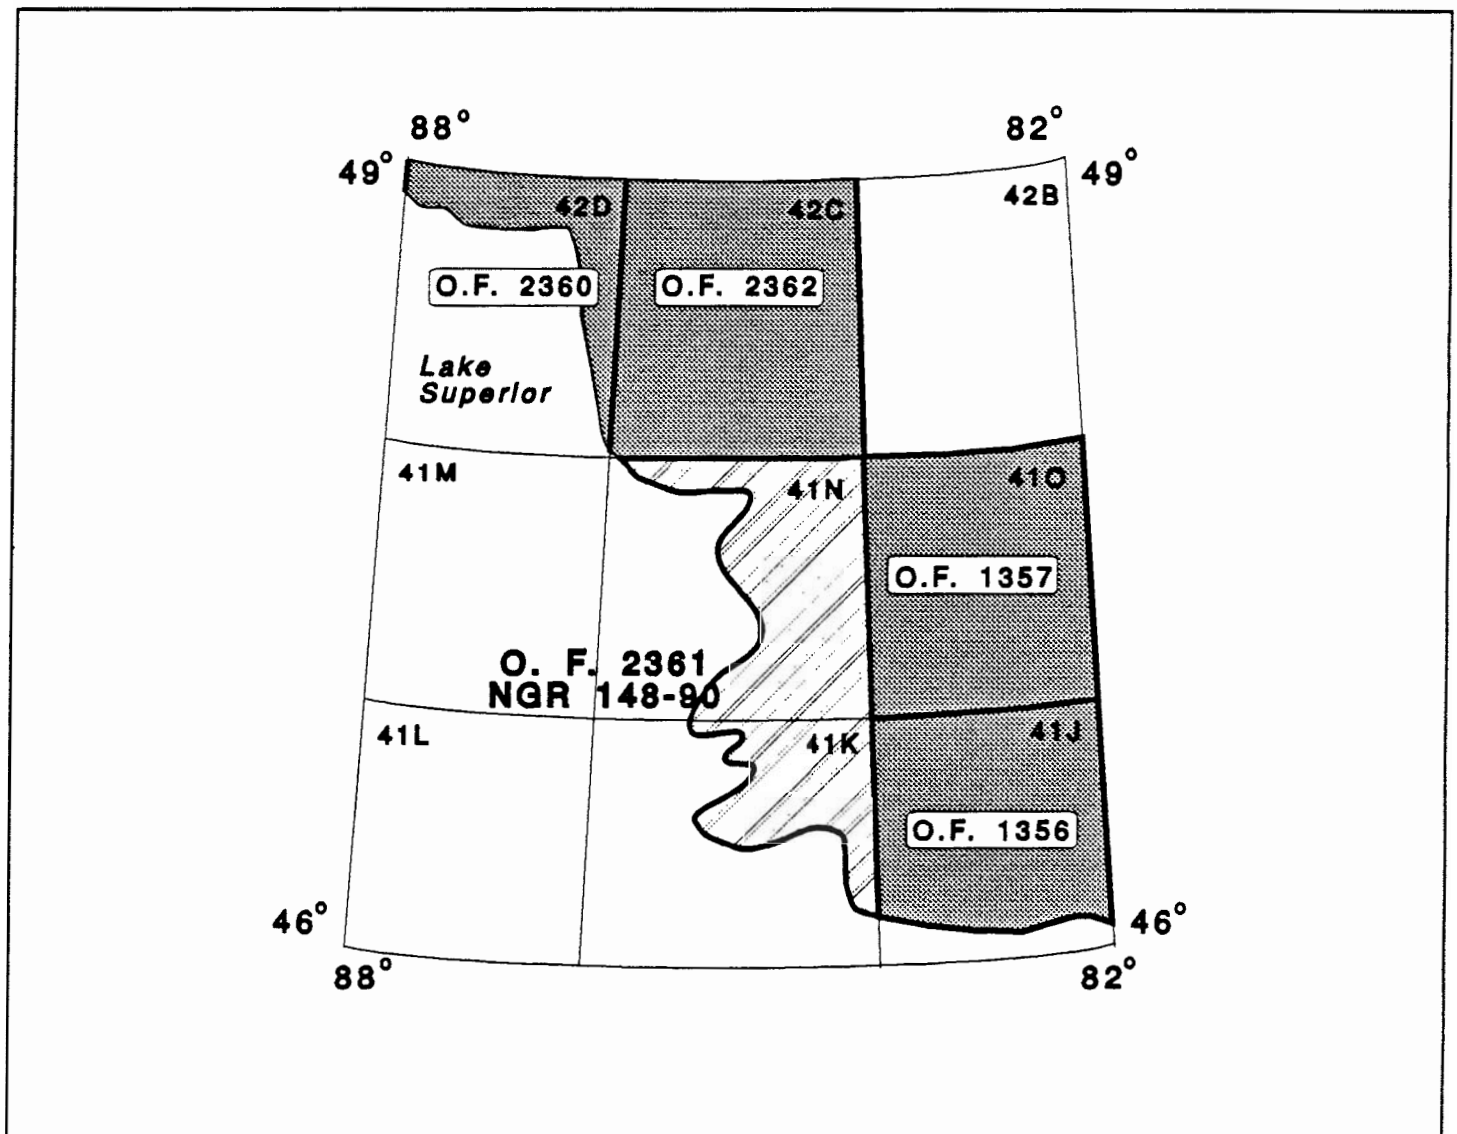 88° 82°
49° 49°
42D 42C 42B
O.F. 2360 O.F. 2362
Lake
Superior
41M 41N 41O
O.F. 1357
O. F. 2361
NGR 148-90
41L 41K 41J
O.F. 1356
46° 46°
88° 82°